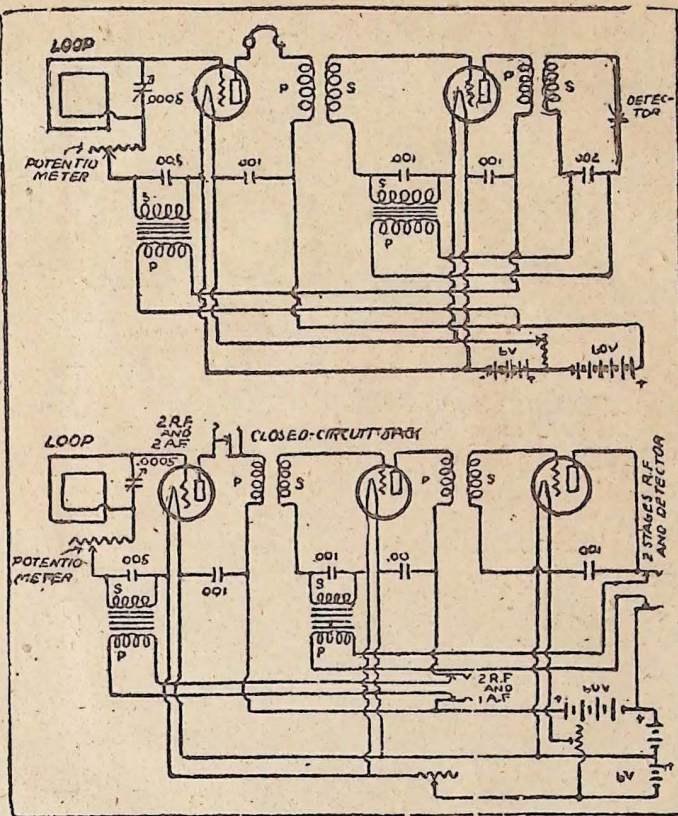 LOOP
.0005
POTENTIO
METER
.005
.001
P
S
.001
.001
P
S
DETEC-
TOR
.002
S
P
S
P
6V
60V
2 R.F.
AND
2 A.F.
CLOSED-CIRCUIT JACK
LOOP
.0005
POTENTIO-
METER
.005
.001
P
S
.001
.00
P
S
.001
2 STAGES R.F.
AND DETECTOR
S
P
S
P
2 R.F.
AND
1 A.F.
60V
6V